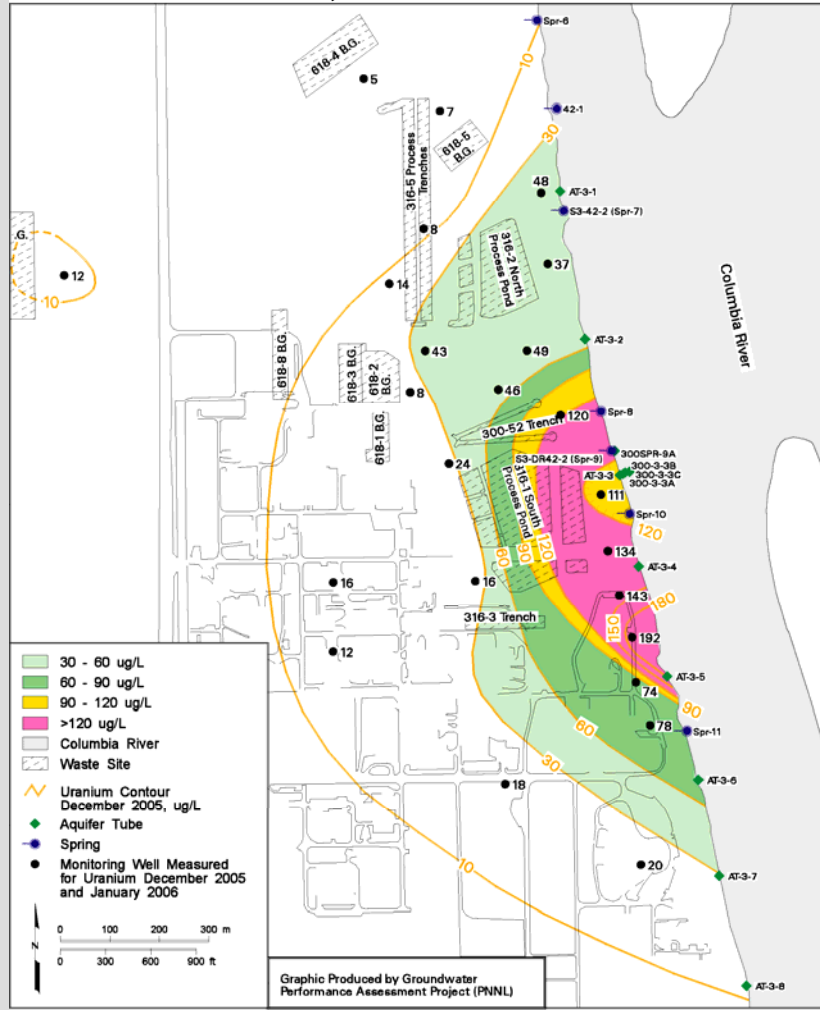 Spr-6
10
618-4 B.G.
5
7
42-1
30
618-5
B.G.
316-5 Process
Trenches
48
AT-3-1
S3-42-2 (Spr-7)
8
.G.
12
10
14
37
316-2 North
Process Pond
Columbia River
AT-3-2
43
49
618-8 B.G.
618-3 B.G.
618-2
B.G.
8
46
120
Spr-8
300-52 Trench
618-1 B.G.
24
S3-DR42-2 (Spr-9)
300SPR-9A
300-3-3B
AT-3-3
300-3-3C
300-3-3A
111
316-1 South
Process Pond
Spr-10
120
60
90
120
134
AT-3-4
16
16
143
180
316-3 Trench
150
192
12
AT-3-5
74
90
78
Spr-11
60
30
AT-3-6
18
20
10
AT-3-7
AT-3-8
30 - 60 ug/L
60 - 90 ug/L
90 - 120 ug/L
>120 ug/L
Columbia River
Waste Site
Uranium Contour
December 2005, ug/L
Aquifer Tube
Spring
Monitoring Well Measured
for Uranium December 2005
and January 2006
N
0 100 200 300 m
0 300 600 900 ft
Graphic Produced by Groundwater
Performance Assessment Project (PNNL)